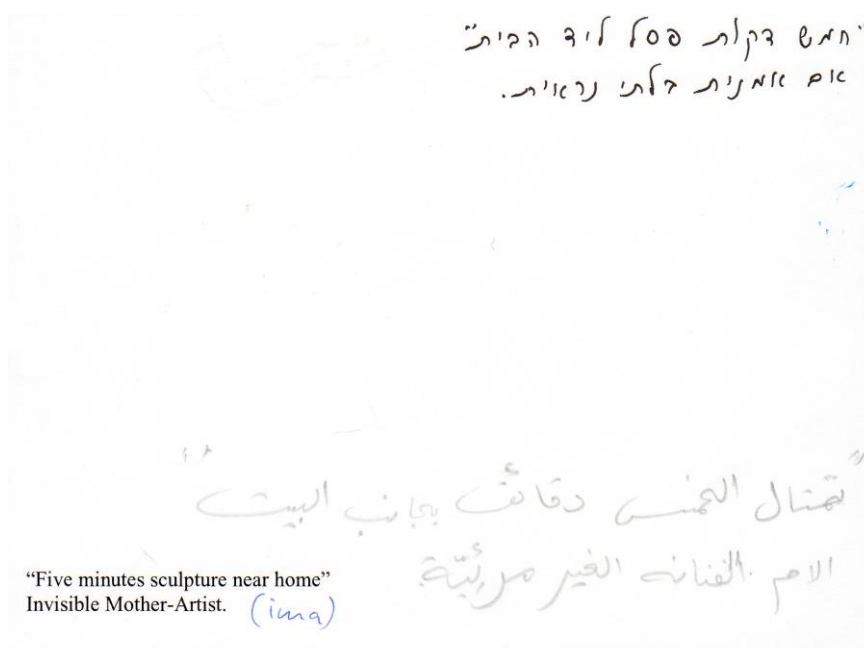 "חמש דקות פסל ליד הבית"
אם אמנית בלתי נראית.
"تمثال الخمس دقائق بجانب البيت"
الام الفنانه الغير مرئيّة
“Five minutes sculpture near home”
Invisible Mother-Artist. (ima)